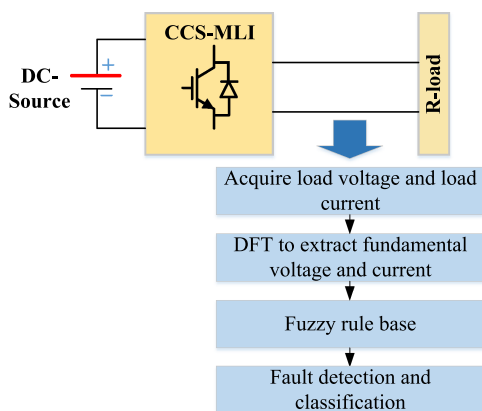 CCS-MLI
+
DC-
Source
−
R-load
Acquire load voltage and load
current
DFT to extract fundamental
voltage and current
Fuzzy rule base
Fault detection and
classification